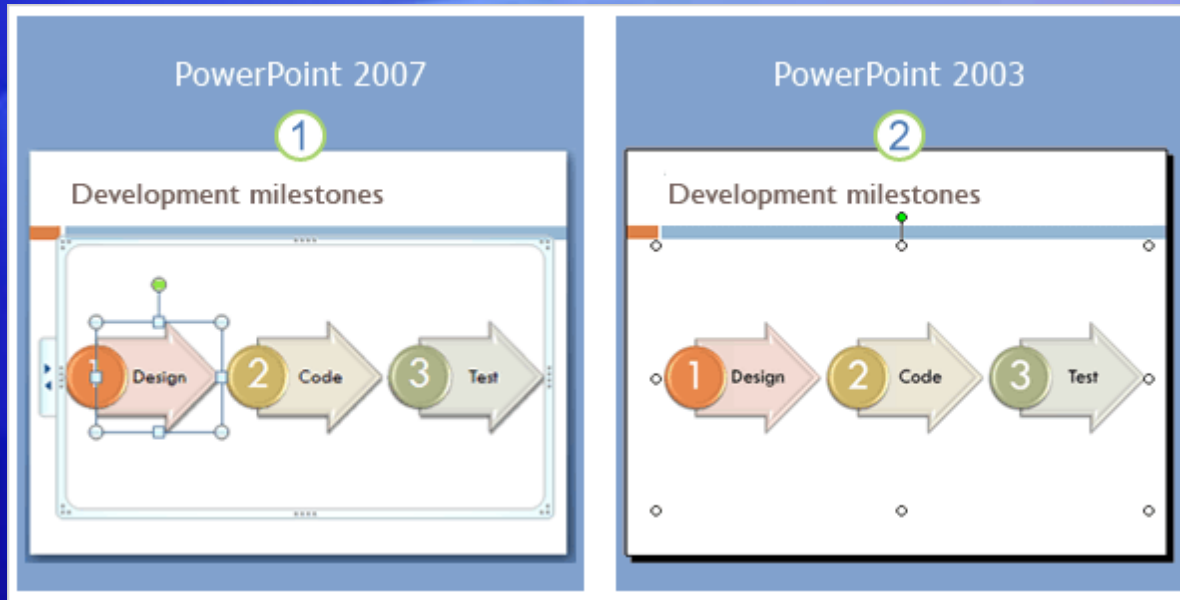 PowerPoint 2007
1
Development milestones
1 Design 2 Code 3 Test
PowerPoint 2003
2
Development milestones
1 Design 2 Code 3 Test